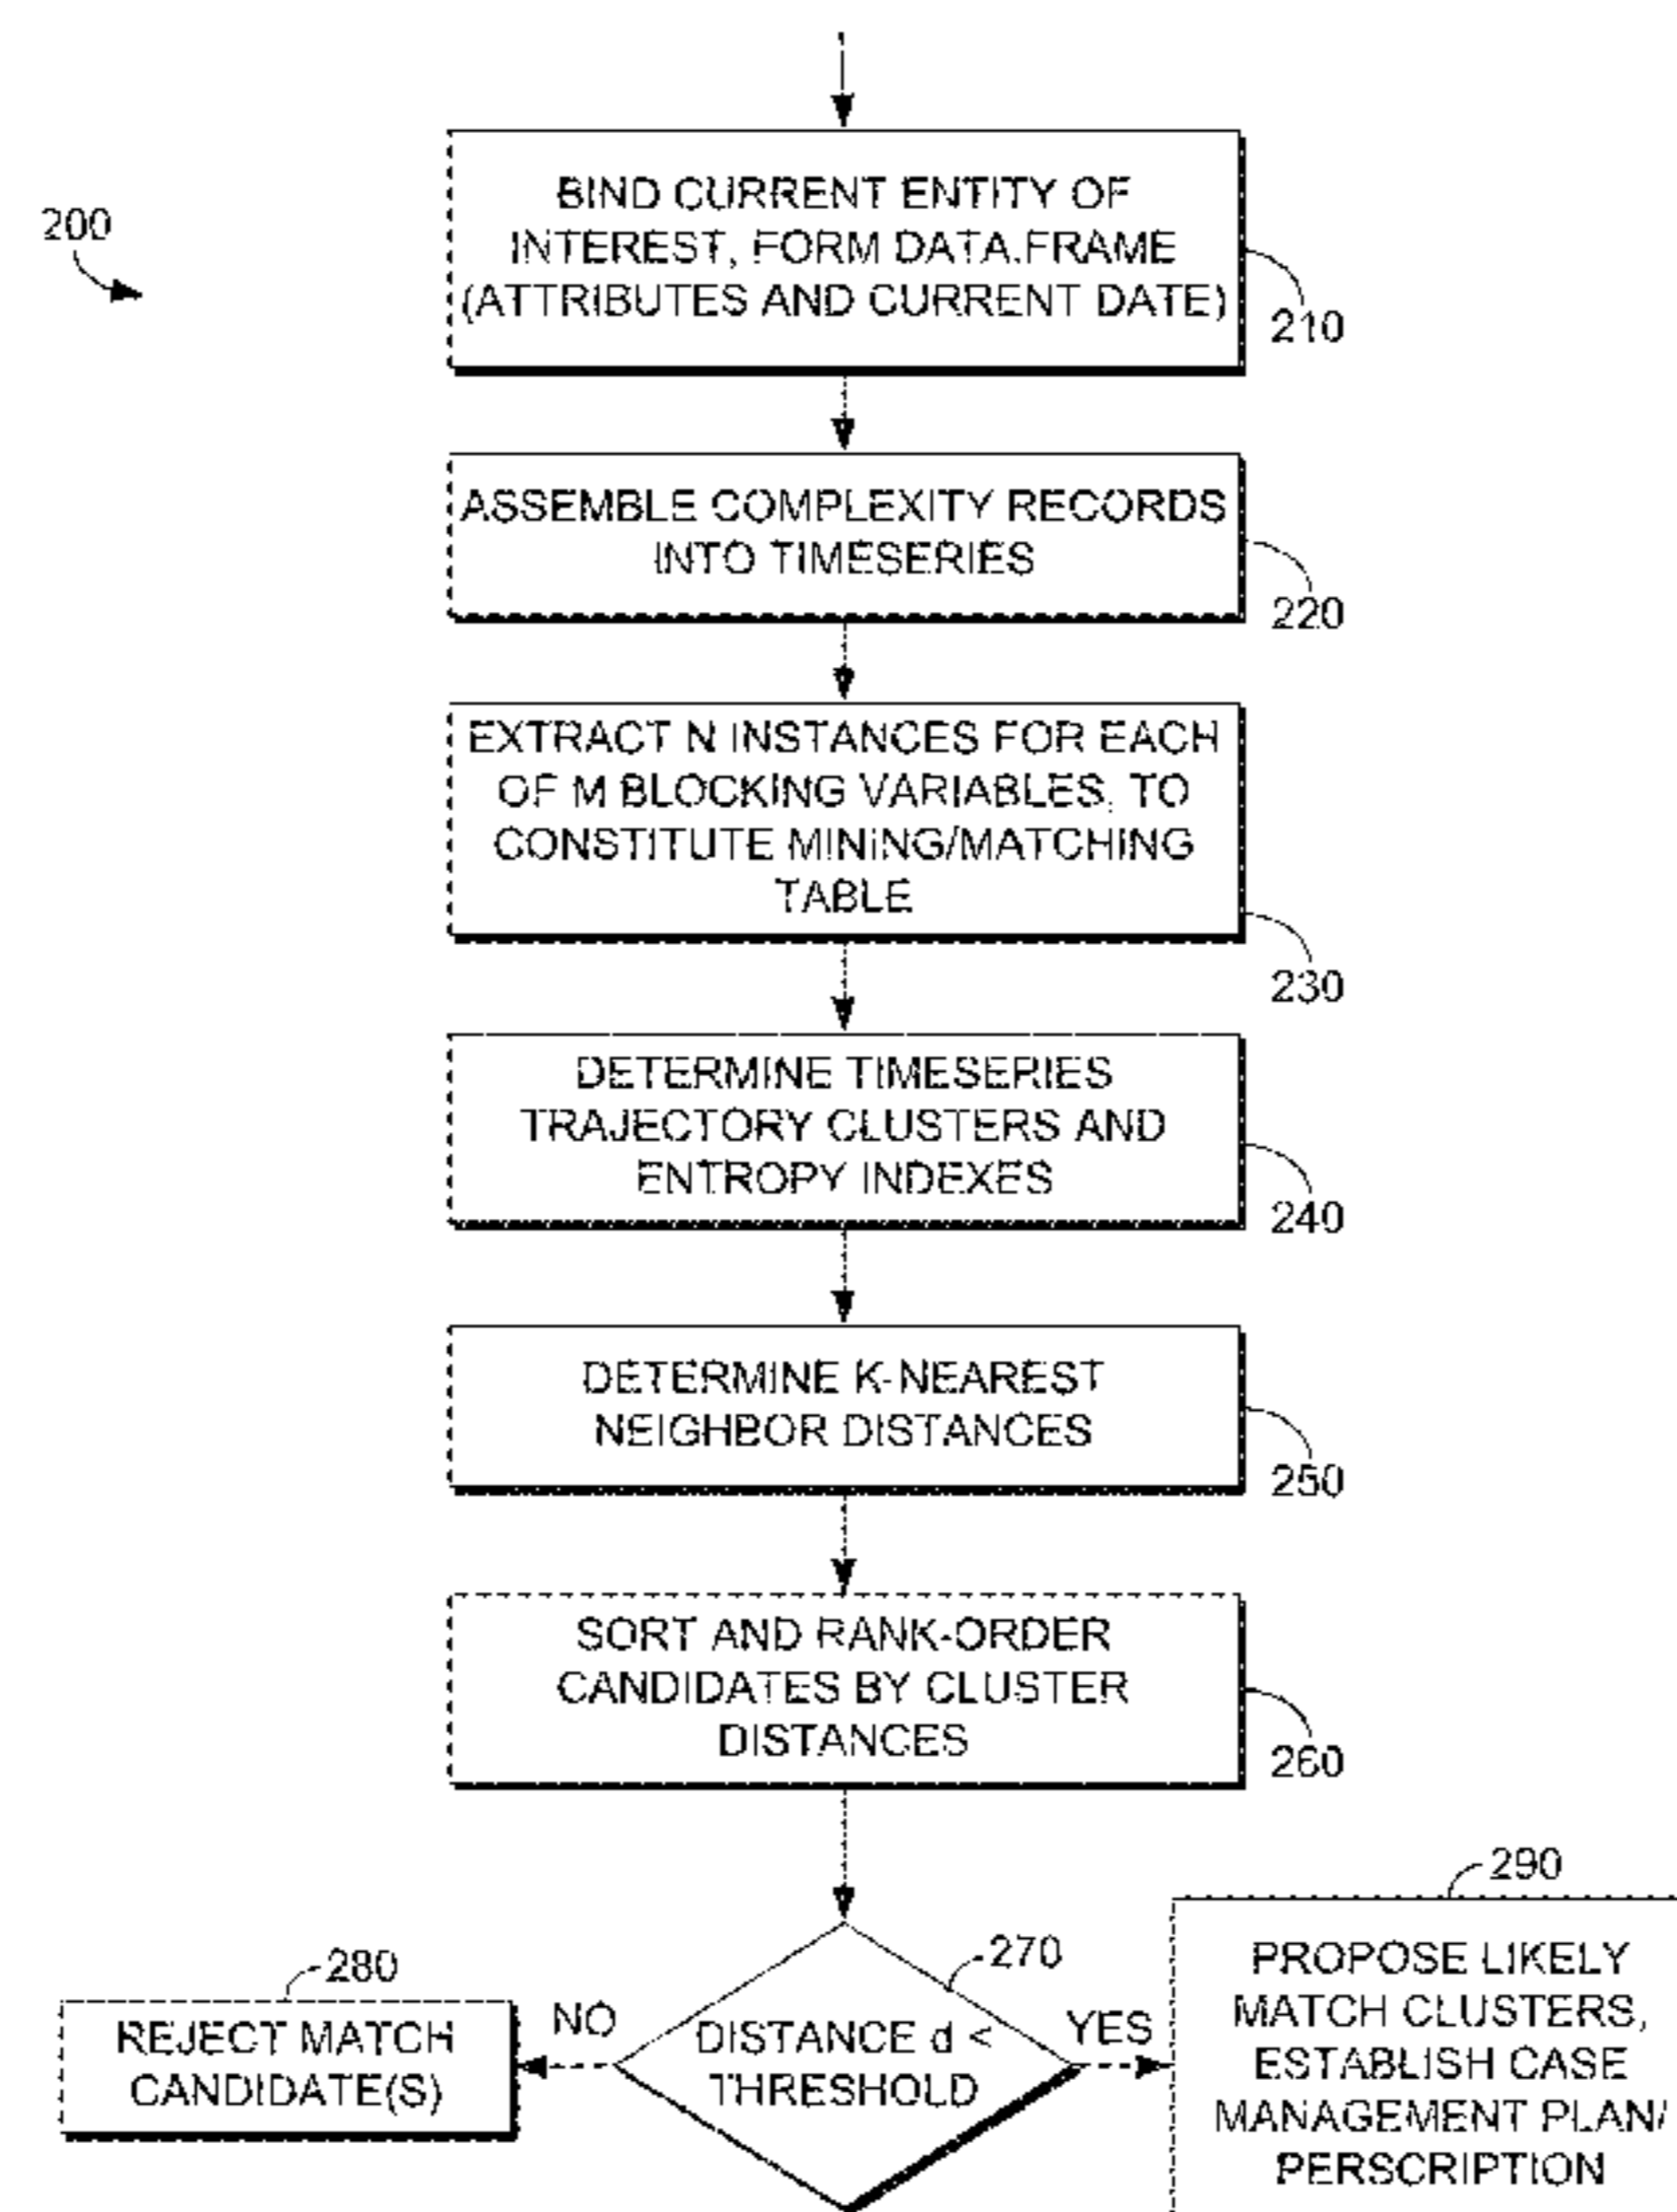 200
BIND CURRENT ENTITY OF
INTEREST, FORM DATA.FRAME
(ATTRIBUTES AND CURRENT DATE)
210
ASSEMBLE COMPLEXITY RECORDS
INTO TIMESERIES
220
EXTRACT N INSTANCES FOR EACH
OF M BLOCKING VARIABLES, TO
CONSTITUTE MINING/MATCHING
TABLE
230
DETERMINE TIMESERIES
TRAJECTORY CLUSTERS AND
ENTROPY INDEXES
240
DETERMINE K-NEAREST
NEIGHBOR DISTANCES
250
SORT AND RANK-ORDER
CANDIDATES BY CLUSTER
DISTANCES
260
270
DISTANCE d <
THRESHOLD
NO
280
REJECT MATCH
CANDIDATE(S)
YES
290
PROPOSE LIKELY
MATCH CLUSTERS,
ESTABLISH CASE
MANAGEMENT PLAN/
PERSCRIPTION